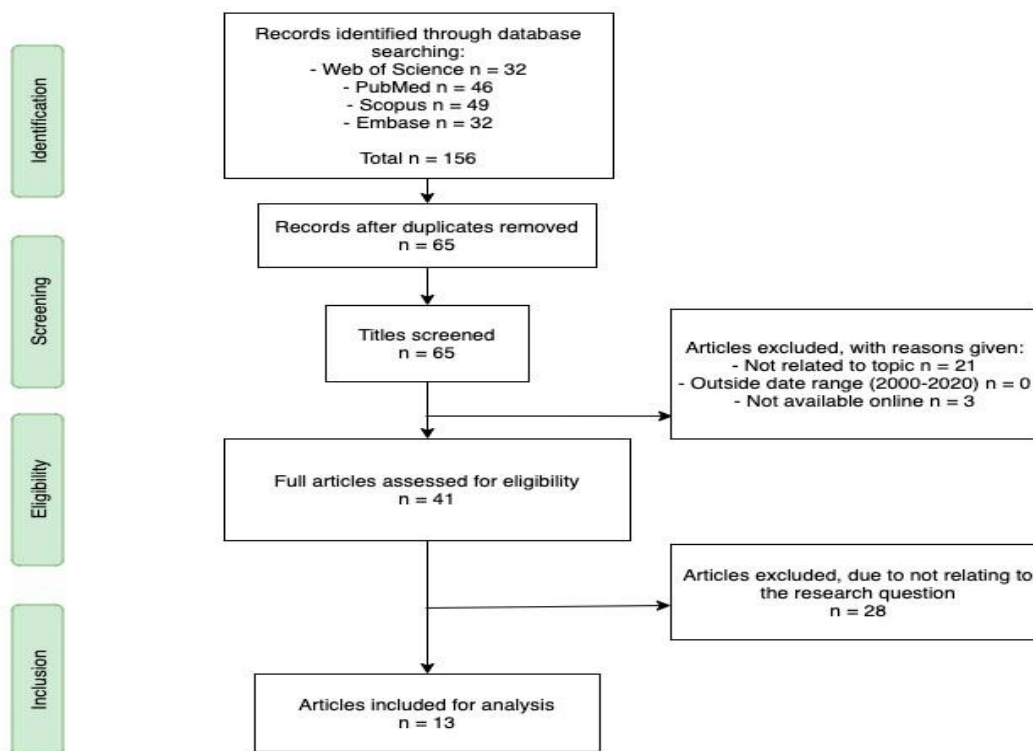 Identification
Records identified through database
searching:
- Web of Science n = 32
- PubMed n = 46
- Scopus n = 49
- Embase n = 32
Total n = 156
Records after duplicates removed
n = 65
Screening
Titles screened
n = 65
Articles excluded, with reasons given:
- Not related to topic n = 21
- Outside date range (2000-2020) n = 0
- Not available online n = 3
Eligibility
Full articles assessed for eligibility
n = 41
Articles excluded, due to not relating to
the research question
n = 28
Inclusion
Articles included for analysis
n = 13